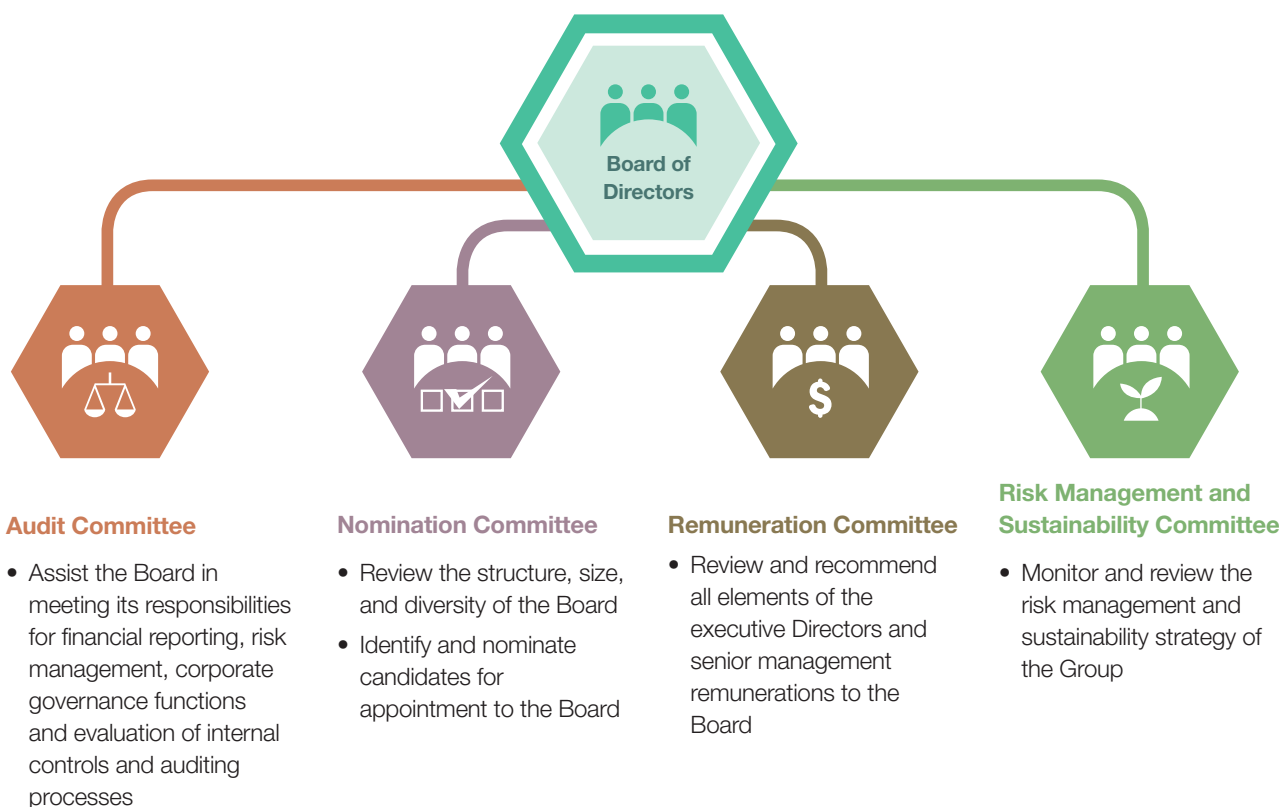 Board of
Directors
Audit Committee
• Assist the Board in
meeting its responsibilities
for financial reporting, risk
management, corporate
governance functions
and evaluation of internal
controls and auditing
processes
Nomination Committee
• Review the structure, size,
and diversity of the Board
• Identify and nominate
candidates for
appointment to the Board
$
Remuneration Committee
• Review and recommend
all elements of the
executive Directors and
senior management
remunerations to the
Board
Risk Management and
Sustainability Committee
• Monitor and review the
risk management and
sustainability strategy of
the Group